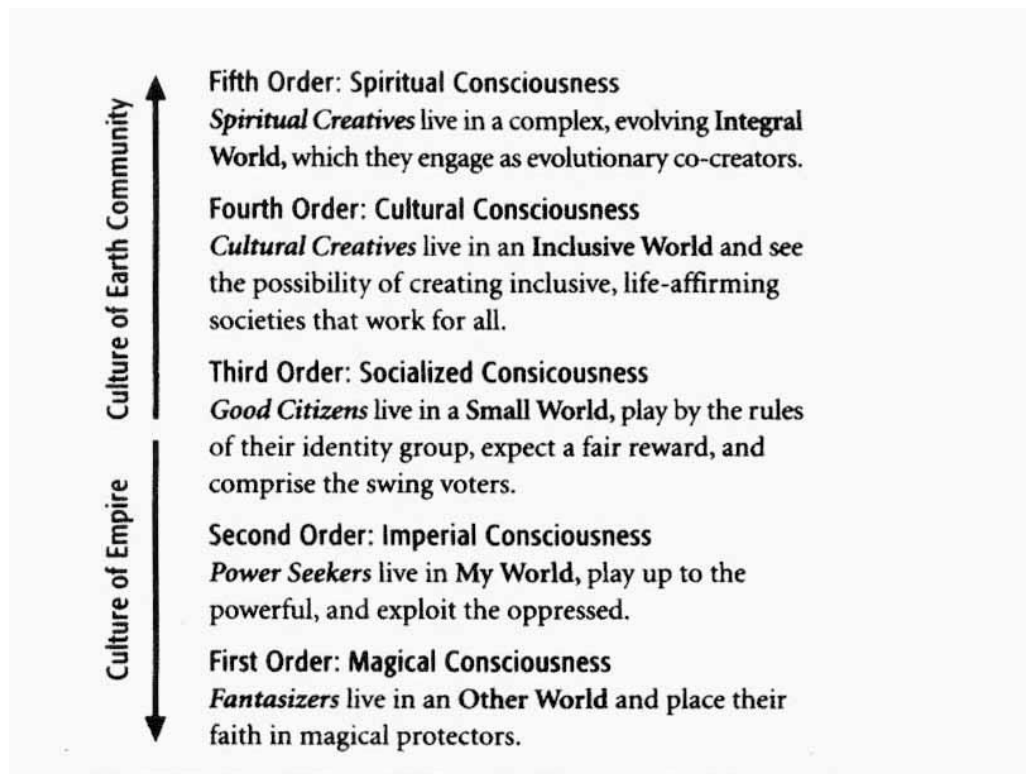 Fifth Order: Spiritual Consciousness
Spiritual Creatives live in a complex, evolving Integral
World, which they engage as evolutionary co-creators.
Fourth Order: Cultural Consciousness
Cultural Creatives live in an Inclusive World and see
the possibility of creating inclusive, life-affirming
societies that work for all.
Third Order: Socialized Consicousness
Good Citizens live in a Small World, play by the rules
of their identity group, expect a fair reward, and
comprise the swing voters.
Second Order: Imperial Consciousness
Power Seekers live in My World, play up to the
powerful, and exploit the oppressed.
First Order: Magical Consciousness
Fantasizers live in an Other World and place their
faith in magical protectors.
Culture of Earth Community
Culture of Empire